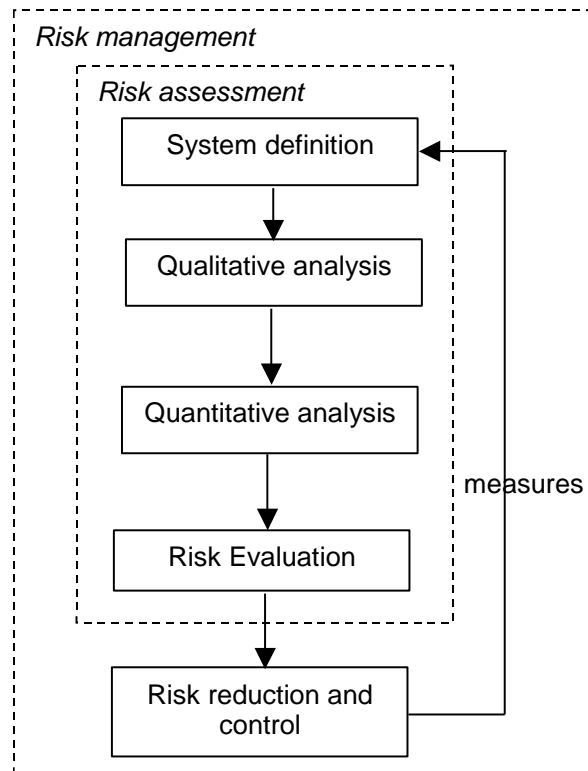 Risk management
Risk assessment
System definition
Qualitative analysis
Quantitative analysis
measures
Risk Evaluation
Risk reduction and
control